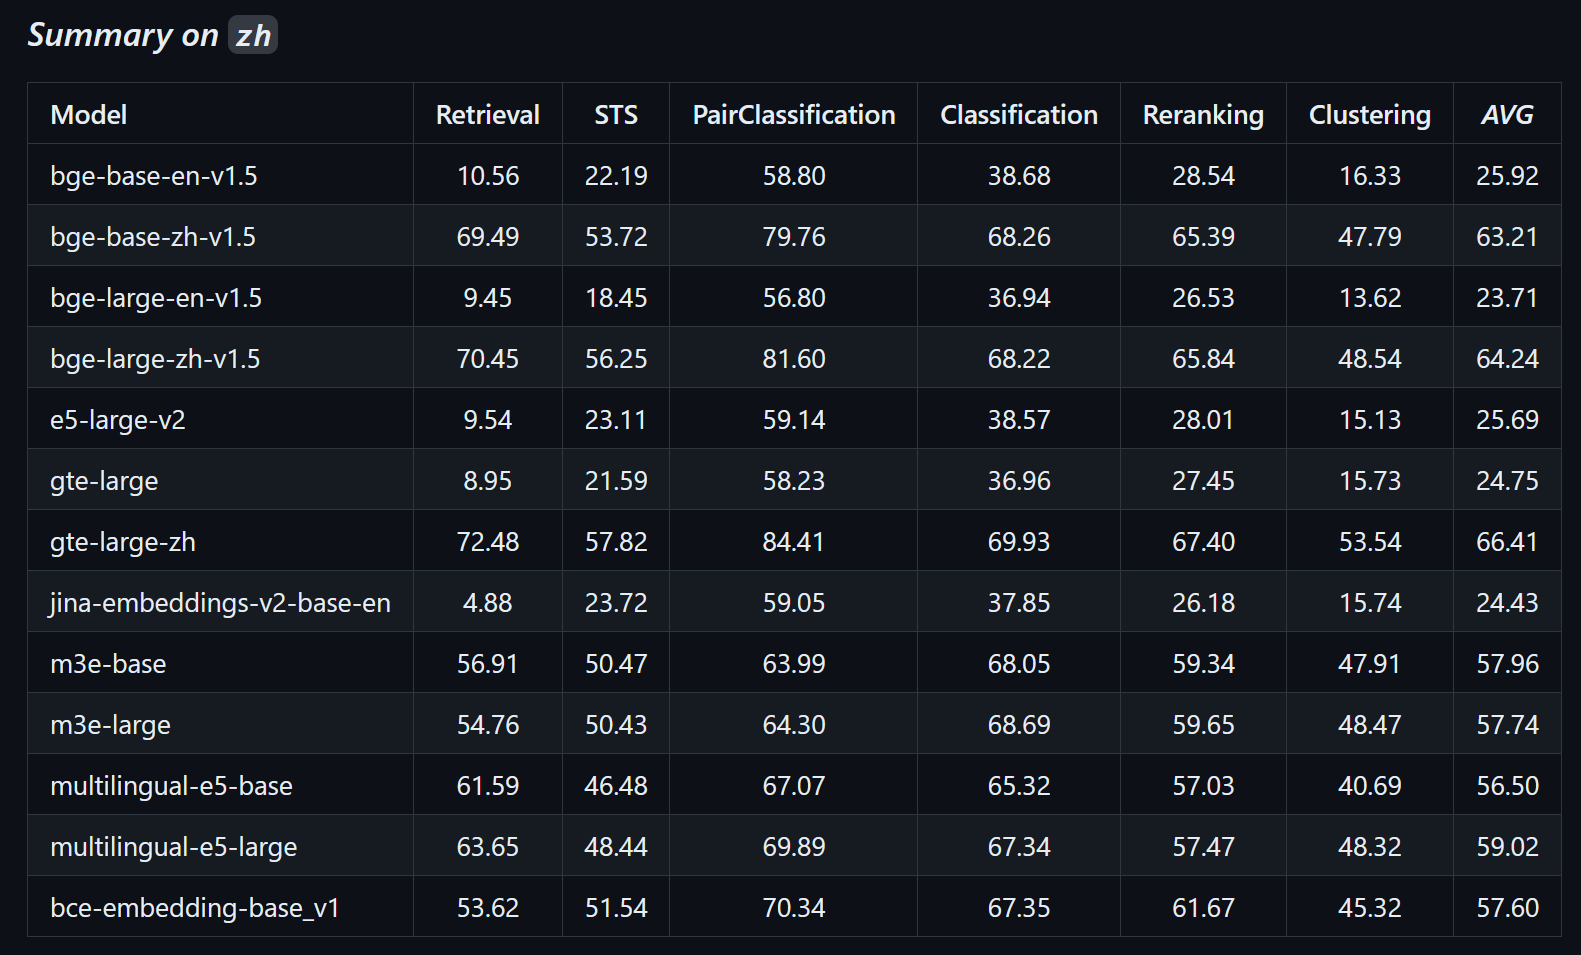 Summary on zh
Model Retrieval STS PairClassification Classification Reranking Clustering AVG
bge-base-en-v1.5 10.56 22.19 58.80 38.68 28.54 16.33 25.92
bge-base-zh-v1.5 69.49 53.72 79.76 68.26 65.39 47.79 63.21
bge-large-en-v1.5 9.45 18.45 56.80 36.94 26.53 13.62 23.71
bge-large-zh-v1.5 70.45 56.25 81.60 68.22 65.84 48.54 64.24
e5-large-v2 9.54 23.11 59.14 38.57 28.01 15.13 25.69
gte-large 8.95 21.59 58.23 36.96 27.45 15.73 24.75
gte-large-zh 72.48 57.82 84.41 69.93 67.40 53.54 66.41
jina-embeddings-v2-base-en 4.88 23.72 59.05 37.85 26.18 15.74 24.43
m3e-base 56.91 50.47 63.99 68.05 59.34 47.91 57.96
m3e-large 54.76 50.43 64.30 68.69 59.65 48.47 57.74
multilingual-e5-base 61.59 46.48 67.07 65.32 57.03 40.69 56.50
multilingual-e5-large 63.65 48.44 69.89 67.34 57.47 48.32 59.02
bce-embedding-base_v1 53.62 51.54 70.34 67.35 61.67 45.32 57.60